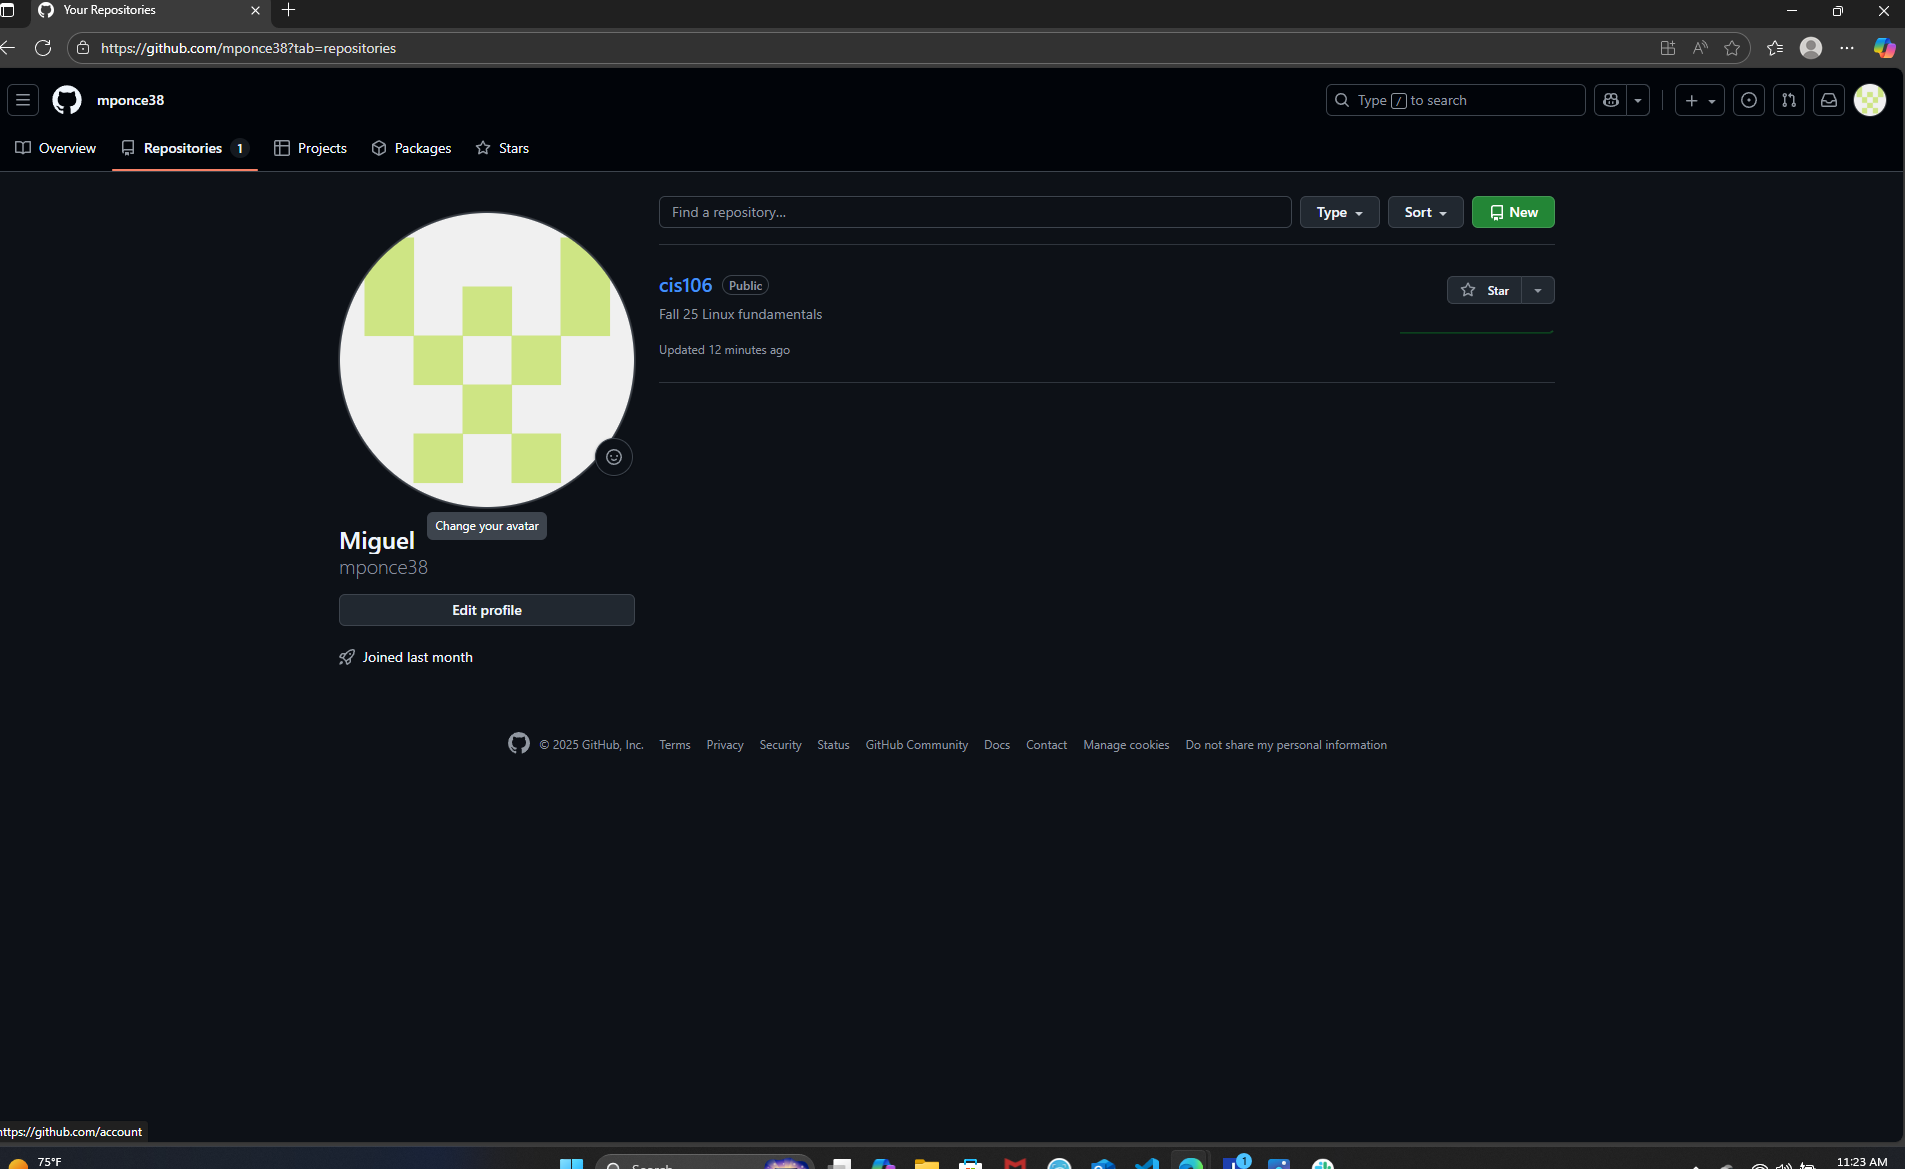 Your Repositories
https://github.com/mponce38?tab=repositories
mponce38
Type / to search
Overview
Repositories 1
Projects
Packages
Stars
Find a repository...
Type
Sort
New
cis106 Public
Star
Fall 25 Linux fundamentals
Updated 12 minutes ago
Change your avatar
Miguel
mponce38
Edit profile
Joined last month
© 2025 GitHub, Inc. Terms Privacy Security Status GitHub Community Docs Contact Manage cookies Do not share my personal information
https://github.com/account
75°F
Search
1
11:23 AM